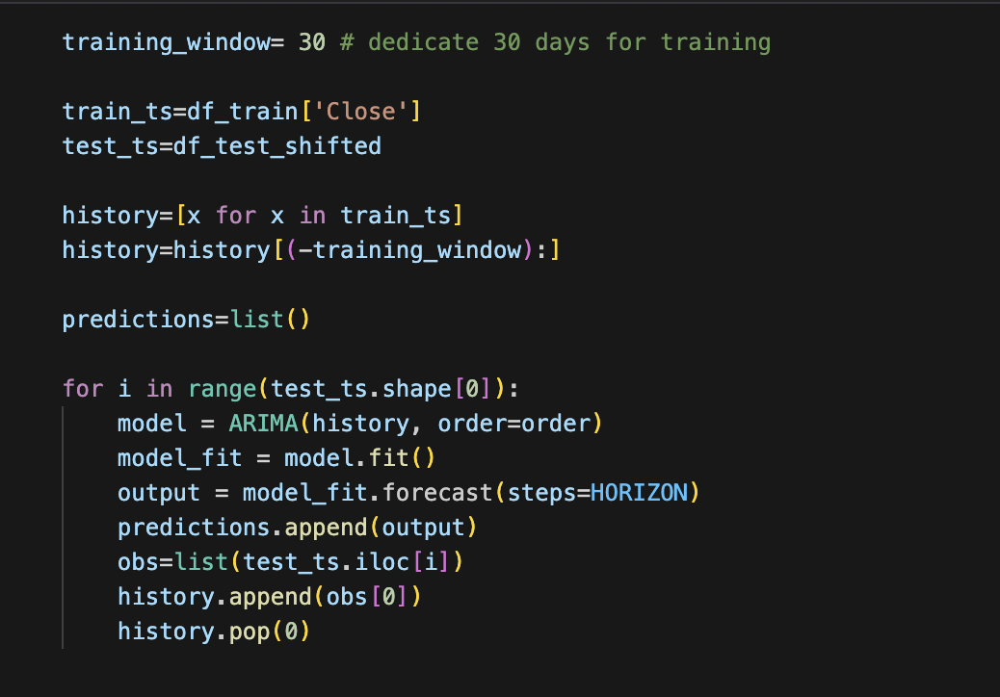 training_window= 30 # dedicate 30 days for training
train_ts=df_train['Close']
test_ts=df_test_shifted
history=[x for x in train_ts]
history=history[(-training_window):]
predictions=list()
for i in range(test_ts.shape[0]):
    model = ARIMA(history, order=order)
    model_fit = model.fit()
    output = model_fit.forecast(steps=HORIZON)
    predictions.append(output)
    obs=list(test_ts.iloc[i])
    history.append(obs[0])
    history.pop(0)